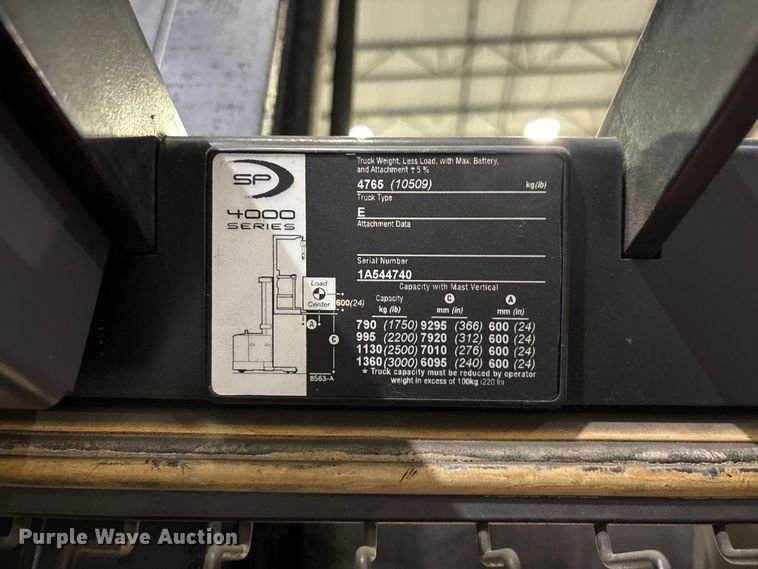 SP
4000
SERIES
Load
Center
600(24)
A
C
8563-A
Truck Weight, Less Load, with Max. Battery,
and Attachment ± 5 %
4765 (10509) kg(lb)
Truck Type
E
Attachment Data
Serial Number
1A544740
Capacity with Mast Vertical
Capacity C A
kg (lb) mm (in) mm (in)
790 (1750) 9295 (366) 600 (24)
995 (2200) 7920 (312) 600 (24)
1130 (2500) 7010 (276) 600 (24)
1360 (3000) 6095 (240) 600 (24)
* Truck capacity must be reduced by operator
weight in excess of 100kg (220 lb)
Purple Wave Auction